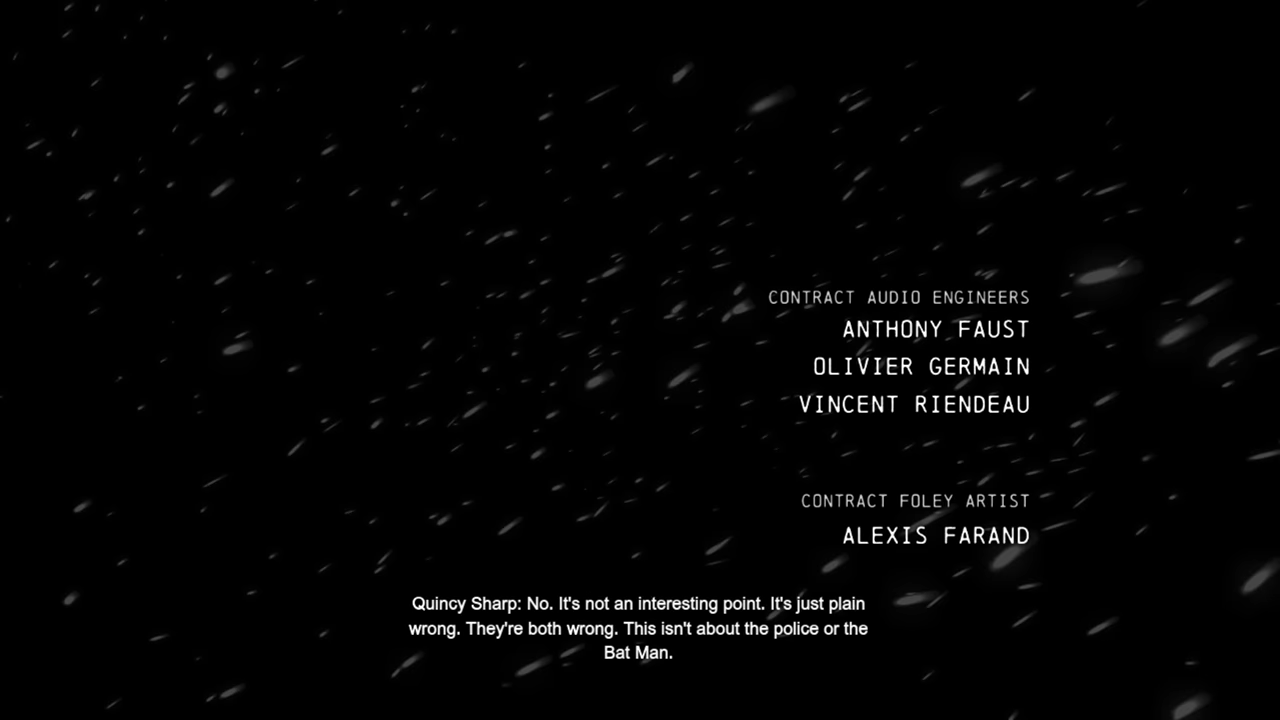 CONTRACT AUDIO ENGINEERS
ANTHONY FAUST
OLIVIER GERMAIN
VINCENT RIENDEAU
CONTRACT FOLEY ARTIST
ALEXIS FARAND
Quincy Sharp: No. It's not an interesting point. It's just plain
wrong. They're both wrong. This isn't about the police or the
Bat Man.